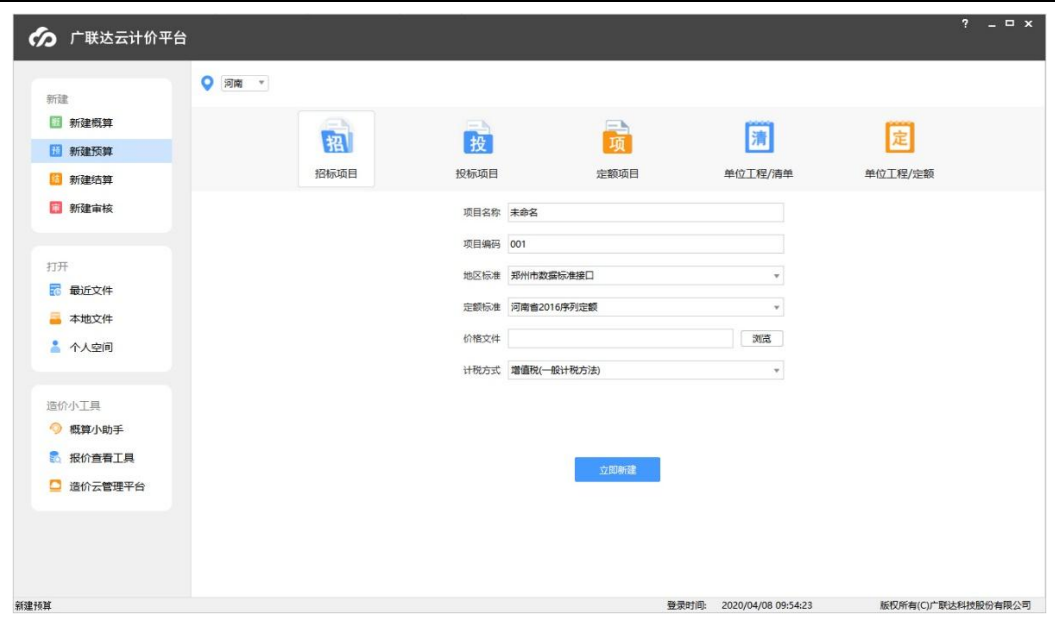 广联达云计价平台
?
新建
新建概算
新建预算
新建结算
新建审核
打开
最近文件
本地文件
个人空间
造价小工具
概算小助手
报价查看工具
造价云管理平台
河南
招 投 项 清 定
招标项目 投标项目 定额项目 单位工程/清单 单位工程/定额
项目名称 未命名
项目编码 001
地区标准 郑州市数据标准接口
定额标准 河南省2016序列定额
价格文件 浏览
计税方式 增值税(一般计税方法)
立即新建
新建预算 登录时间: 2020/04/08 09:54:23 版权所有(C)广联达科技股份有限公司